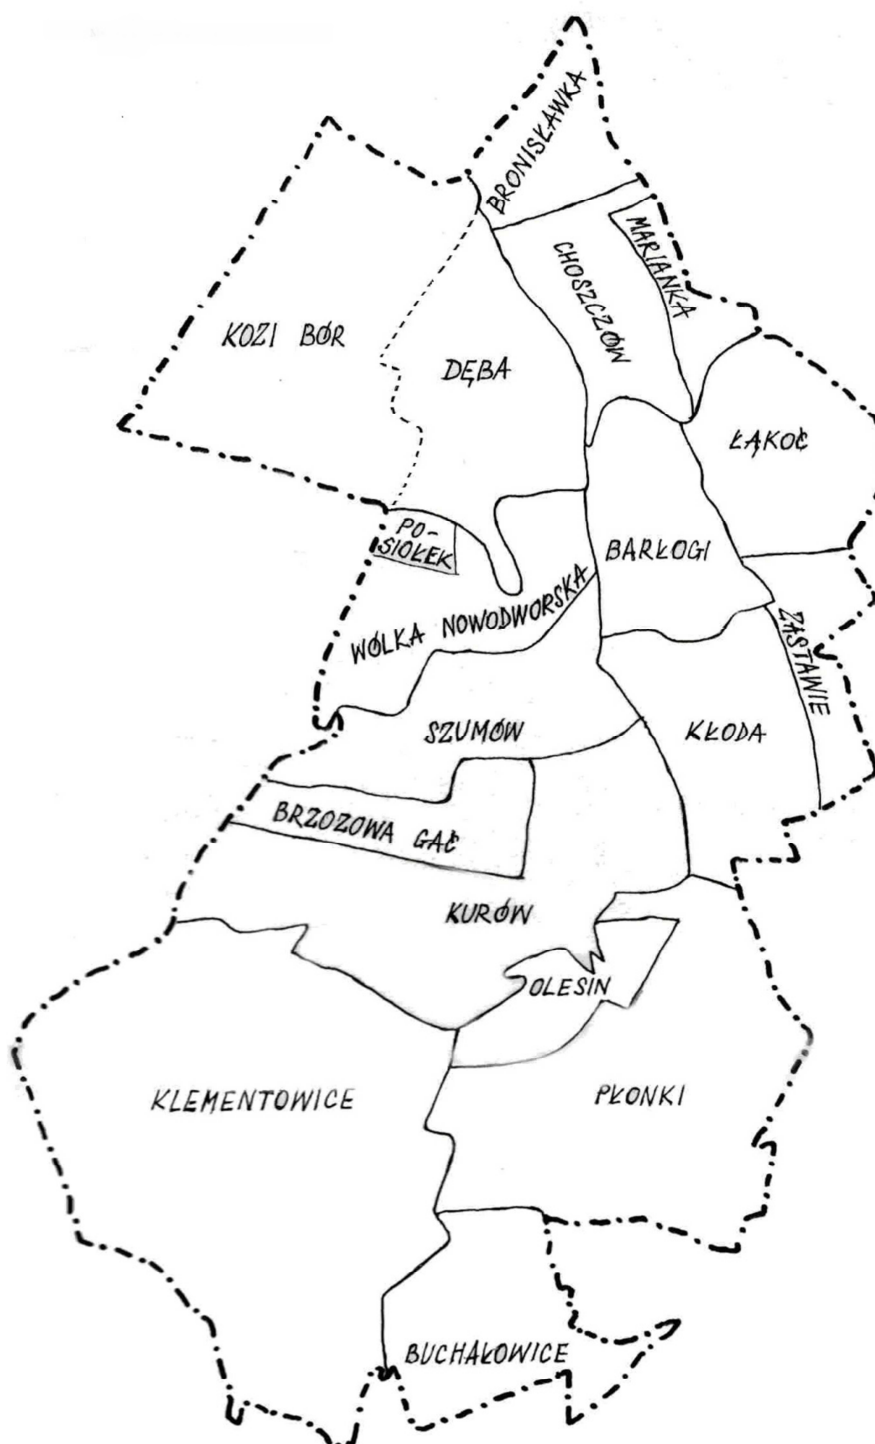 BRONISŁAWKA
MARIANKA
CHOSZCZÓW
KOZI BÓR
DĘBA
ŁĄKOĆ
PO-
SIOŁEK
BARŁOGI
WÓLKA NOWODWORSKA
ZASTAWIE
SZUMÓW
KŁODA
BRZOZOWA GAĆ
KURÓW
OLESIN
KLEMENTOWICE
PŁONKI
BUCHAŁOWICE